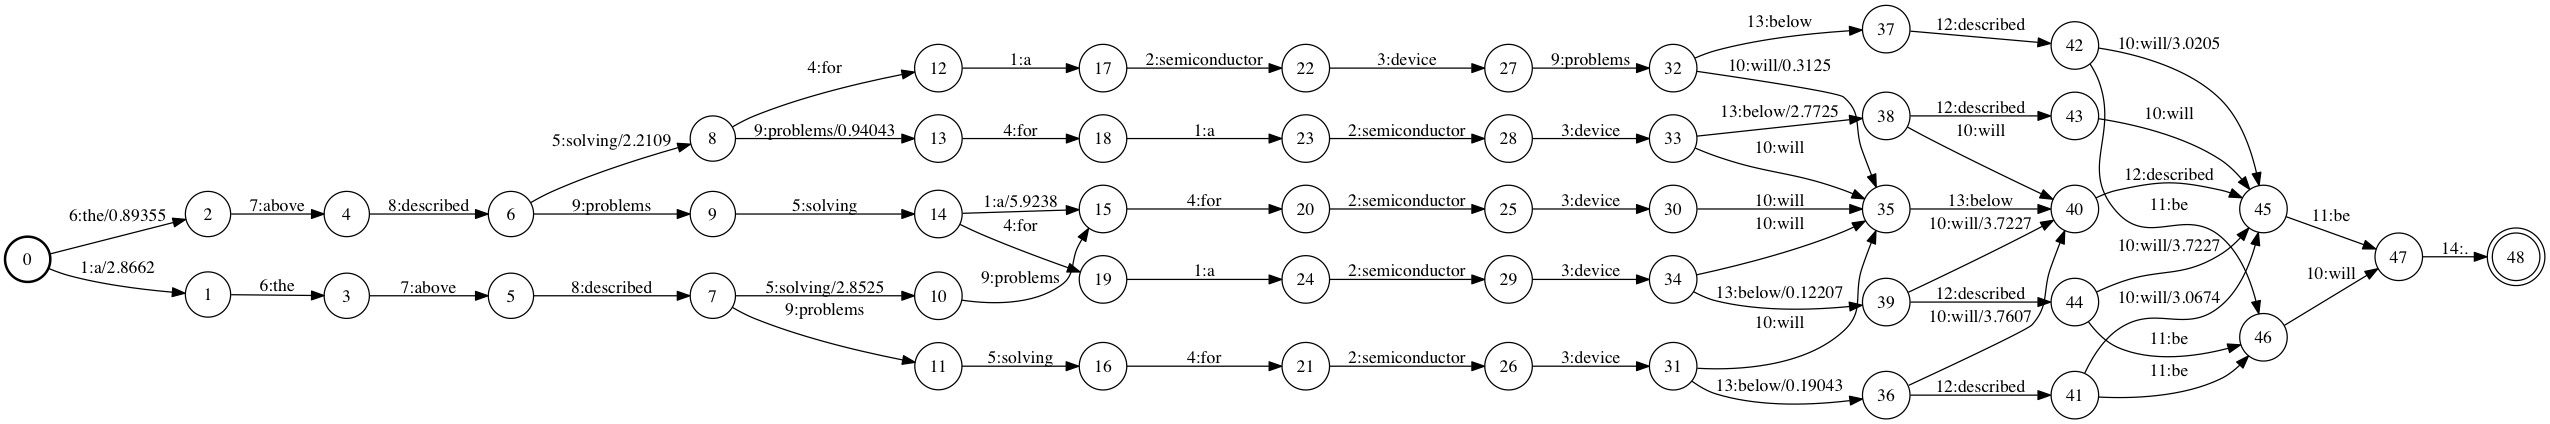 13:below
37
12:described
42
10:will/3.0205
4:for
12
1:a
17
2:semiconductor
22
3:device
27
9:problems
32
10:will/0.3125
5:solving/2.2109
8
9:problems/0.94043
13
4:for
18
1:a
23
2:semiconductor
28
3:device
33
13:below/2.7725
38
12:described
43
10:will
10:will
10:will
6:the/0.89355
2
7:above
4
8:described
6
9:problems
9
5:solving
14
1:a/5.9238
15
4:for
20
2:semiconductor
25
3:device
30
10:will
35
13:below
40
12:described
45
11:be
11:be
4:for
10:will
10:will/3.7227
10:will/3.7227
0
1:a/2.8662
1
6:the
3
7:above
5
8:described
7
5:solving/2.8525
10
9:problems
19
1:a
24
2:semiconductor
29
3:device
34
13:below/0.12207
39
12:described
44
10:will/3.0674
10:will
47
14:.
48
9:problems
11
5:solving
16
4:for
21
2:semiconductor
26
3:device
31
10:will
13:below/0.19043
36
10:will/3.7607
12:described
41
11:be
11:be
46